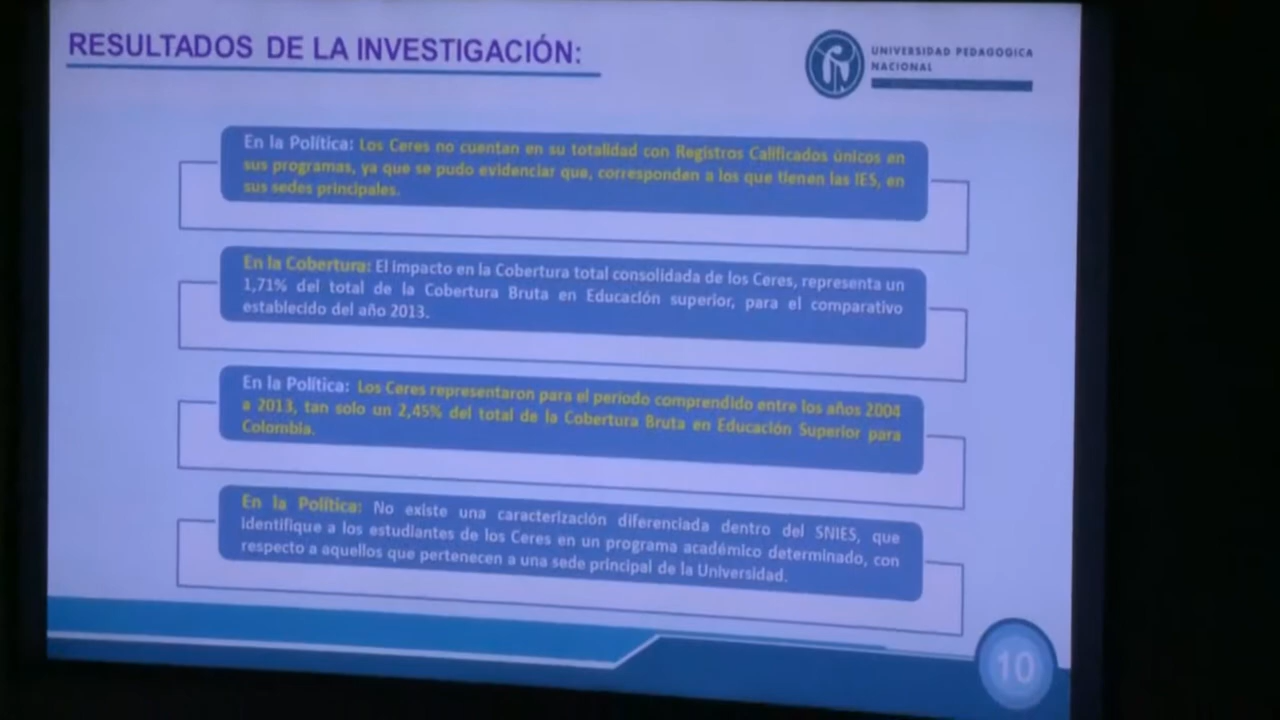 RESULTADOS DE LA INVESTIGACIÓN:
UNIVERSIDAD PEDAGOGICA
NACIONAL
En la Política: Los Ceres no cuentan en su totalidad con Registros Calificados únicos en
sus programas, ya que se pudo evidenciar que, corresponden a los que tienen las IES, en
sus sedes principales.
En la Cobertura: El impacto en la Cobertura total consolidada de los Ceres, representa un
1,71% del total de la Cobertura Bruta en Educación superior, para el comparativo
establecido del año 2013.
En la Política: Los Ceres representaron para el periodo comprendido entre los años 2004
a 2013, tan solo un 2,45% del total de la Cobertura Bruta en Educación Superior para
Colombia.
En la Política: No existe una caracterización diferenciada dentro del SNIES, que
identifique a los estudiantes de los Ceres en un programa académico determinado, con
respecto a aquellos que pertenecen a una sede principal de la Universidad.
10